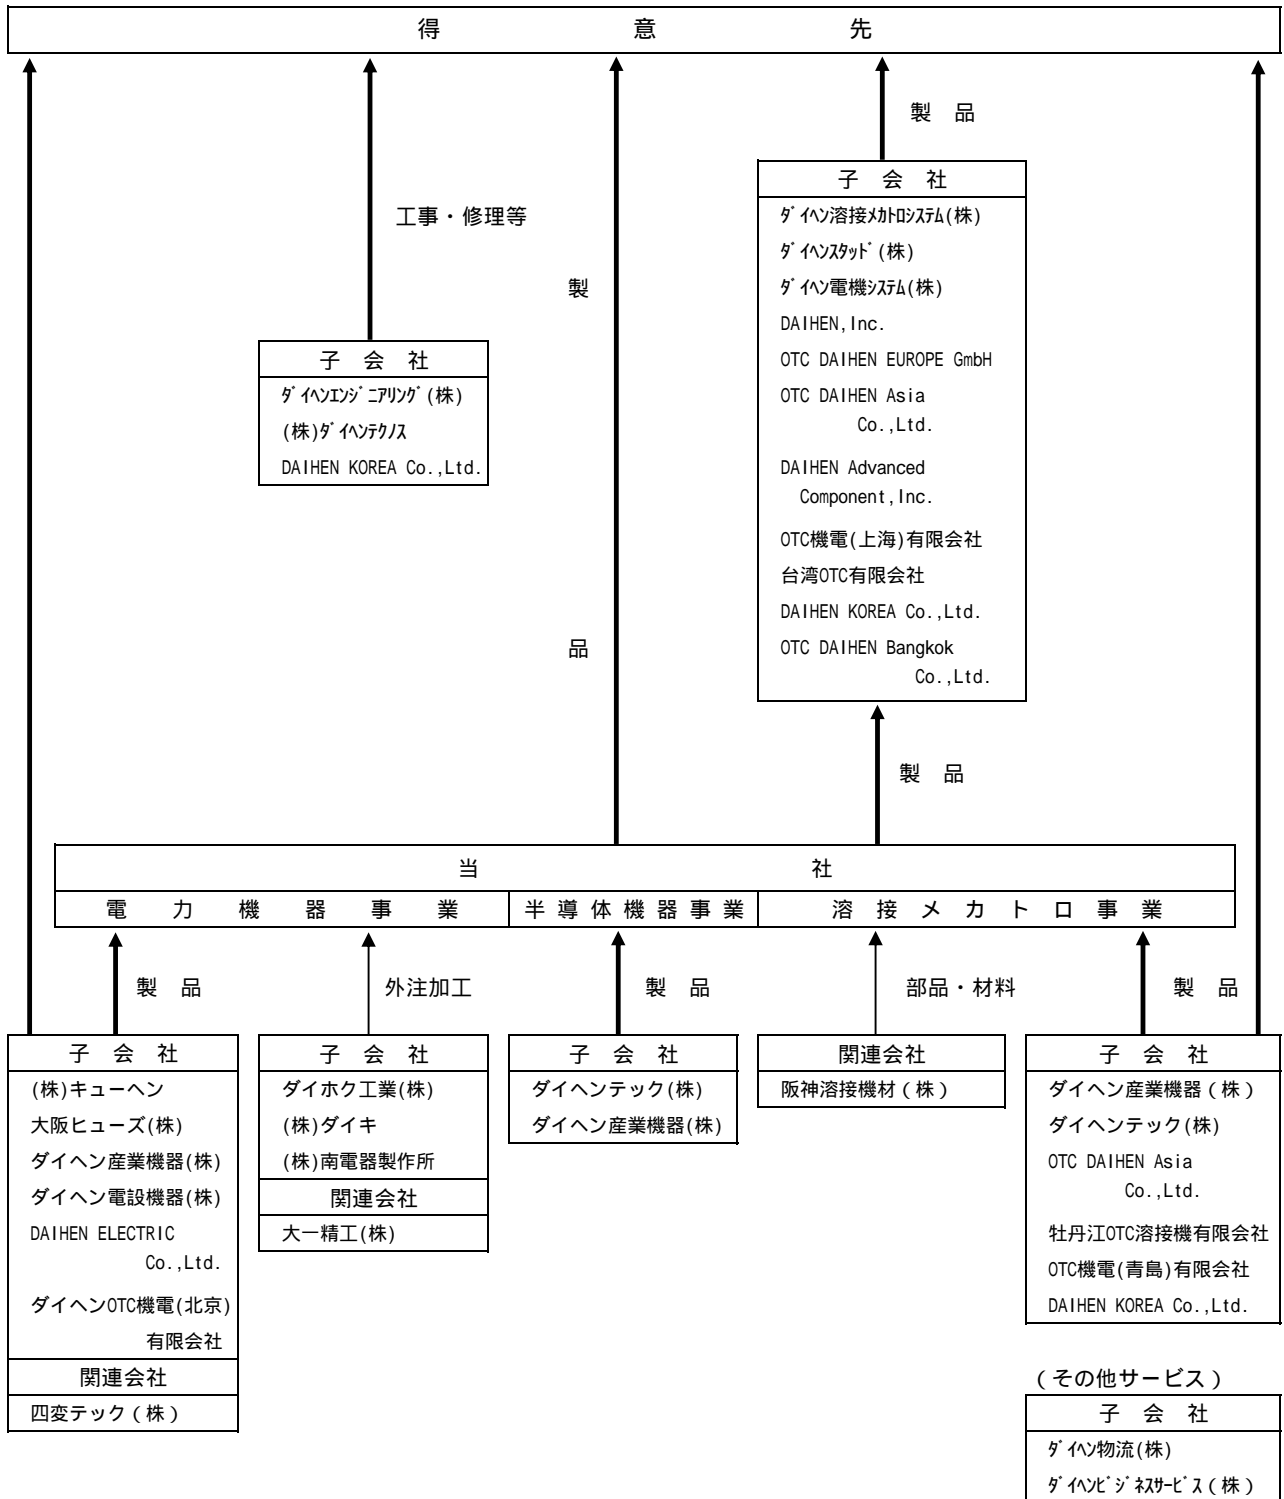 得意先
製品
子会社
ﾀﾞｲﾍﾝ溶接ﾒｶﾄﾛｼｽﾃﾑ(株)
ﾀﾞｲﾍﾝｽﾀｯﾄﾞ(株)
ﾀﾞｲﾍﾝ電機ｼｽﾃﾑ(株)
DAIHEN,Inc.
OTC DAIHEN EUROPE GmbH
OTC DAIHEN Asia
Co.,Ltd.
DAIHEN Advanced
Component,Inc.
OTC機電(上海)有限会社
台湾OTC有限会社
DAIHEN KOREA Co.,Ltd.
OTC DAIHEN Bangkok
Co.,Ltd.
工事・修理等
子会社
ﾀﾞｲﾍﾝｴﾝｼﾞﾆｱﾘﾝｸﾞ(株)
(株)ﾀﾞｲﾍﾝﾃｸﾉｽ
DAIHEN KOREA Co.,Ltd.
製
品
製品
当社
電力機器事業
半導体機器事業
溶接メカトロ事業
製品
外注加工
製品
部品・材料
製品
子会社
(株)キューヘン
大阪ヒューズ(株)
ダイヘン産業機器(株)
ダイヘン電設機器(株)
DAIHEN ELECTRIC
Co.,Ltd.
ダイヘンOTC機電(北京)
有限会社
関連会社
四変テック(株)
子会社
ダイホク工業(株)
(株)ダイキ
(株)南電器製作所
関連会社
大一精工(株)
子会社
ダイヘンテック(株)
ダイヘン産業機器(株)
関連会社
阪神溶接機材(株)
子会社
ダイヘン産業機器(株)
ダイヘンテック(株)
OTC DAIHEN Asia
Co.,Ltd.
牡丹江OTC溶接機有限会社
OTC機電(青島)有限会社
DAIHEN KOREA Co.,Ltd.
(その他サービス)
子会社
ﾀﾞｲﾍﾝ物流(株)
ﾀﾞｲﾍﾝﾋﾞｼﾞﾈｽｻｰﾋﾞｽ(株)